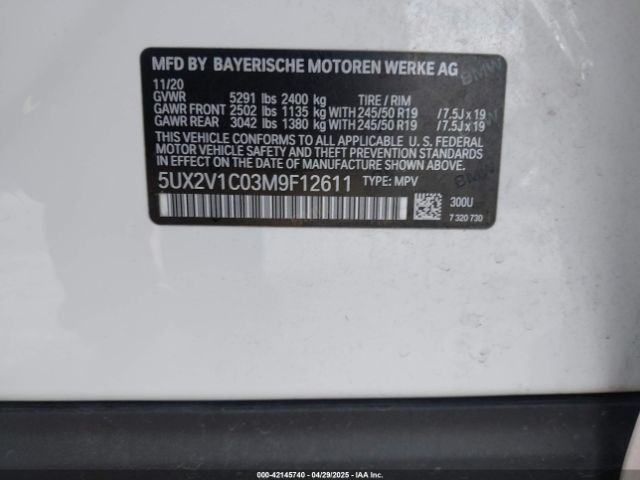 MFD BY BAYERISCHE MOTOREN WERKE AG
11/20
GVWR 5291 lbs 2400 kg TIRE / RIM
GAWR FRONT 2502 lbs 1135 kg WITH 245/50 R19 /7.5J x 19
GAWR REAR 3042 lbs 1380 kg WITH 245/50 R19 /7.5J x 19
THIS VEHICLE CONFORMS TO ALL APPLICABLE U. S. FEDERAL
MOTOR VEHICLE SAFETY AND THEFT PREVENTION STANDARDS
IN EFFECT ON THE DATE OF MANUFACTURE SHOWN ABOVE.
5UX2V1C03M9F12611 TYPE: MPV
300U
7 320 730
000-42145740 - 04/29/2025 - IAA Inc.